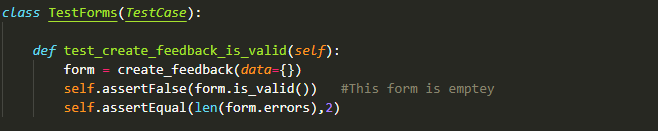 class TestForms(TestCase):
def test_create_feedback_is_valid(self):
form = create_feedback(data={})
self.assertFalse(form.is_valid())   #This form is emptey
self.assertEqual(len(form.errors),2)